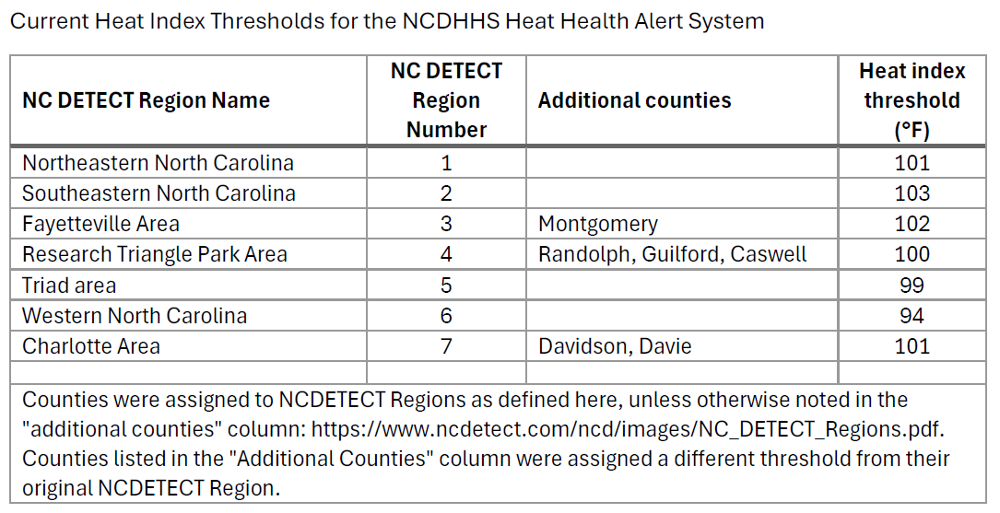 Current Heat Index Thresholds for the NCDHHS Heat Health Alert System
NC DETECT Region Name
NC DETECT
Region
Number
Additional counties
Heat index
threshold
(°F)
Northeastern North Carolina 1 101
Southeastern North Carolina 2 103
Fayetteville Area 3 Montgomery 102
Research Triangle Park Area 4 Randolph, Guilford, Caswell 100
Triad area 5 99
Western North Carolina 6 94
Charlotte Area 7 Davidson, Davie 101
Counties were assigned to NCDETECT Regions as defined here, unless otherwise noted in the
"additional counties" column: https://www.ncdetect.com/ncd/images/NC_DETECT_Regions.pdf.
Counties listed in the "Additional Counties" column were assigned a different threshold from their
original NCDETECT Region.